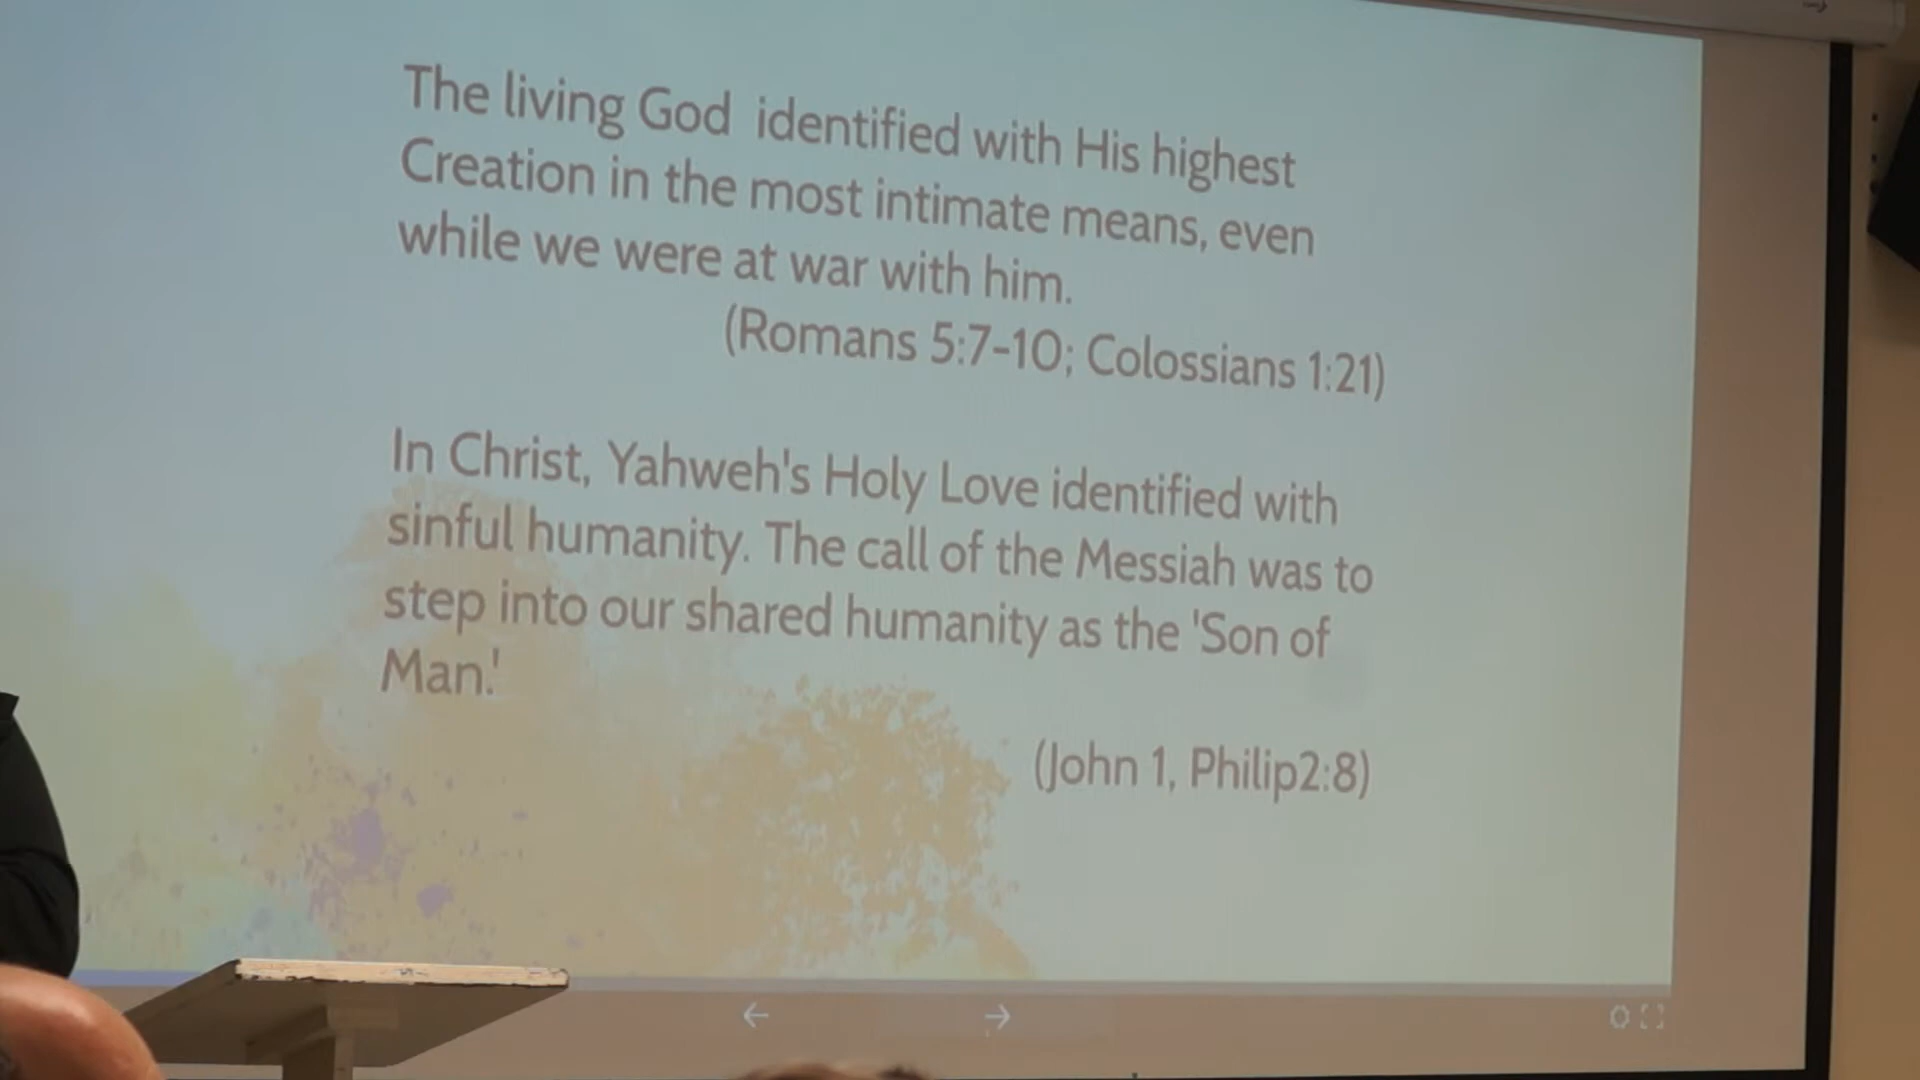 The living God identified with His highest
Creation in the most intimate means, even
while we were at war with him.
(Romans 5:7-10; Colossians 1:21)
In Christ, Yahweh's Holy Love identified with
sinful humanity. The call of the Messiah was to
step into our shared humanity as the 'Son of
Man.'
(John 1, Philip2:8)